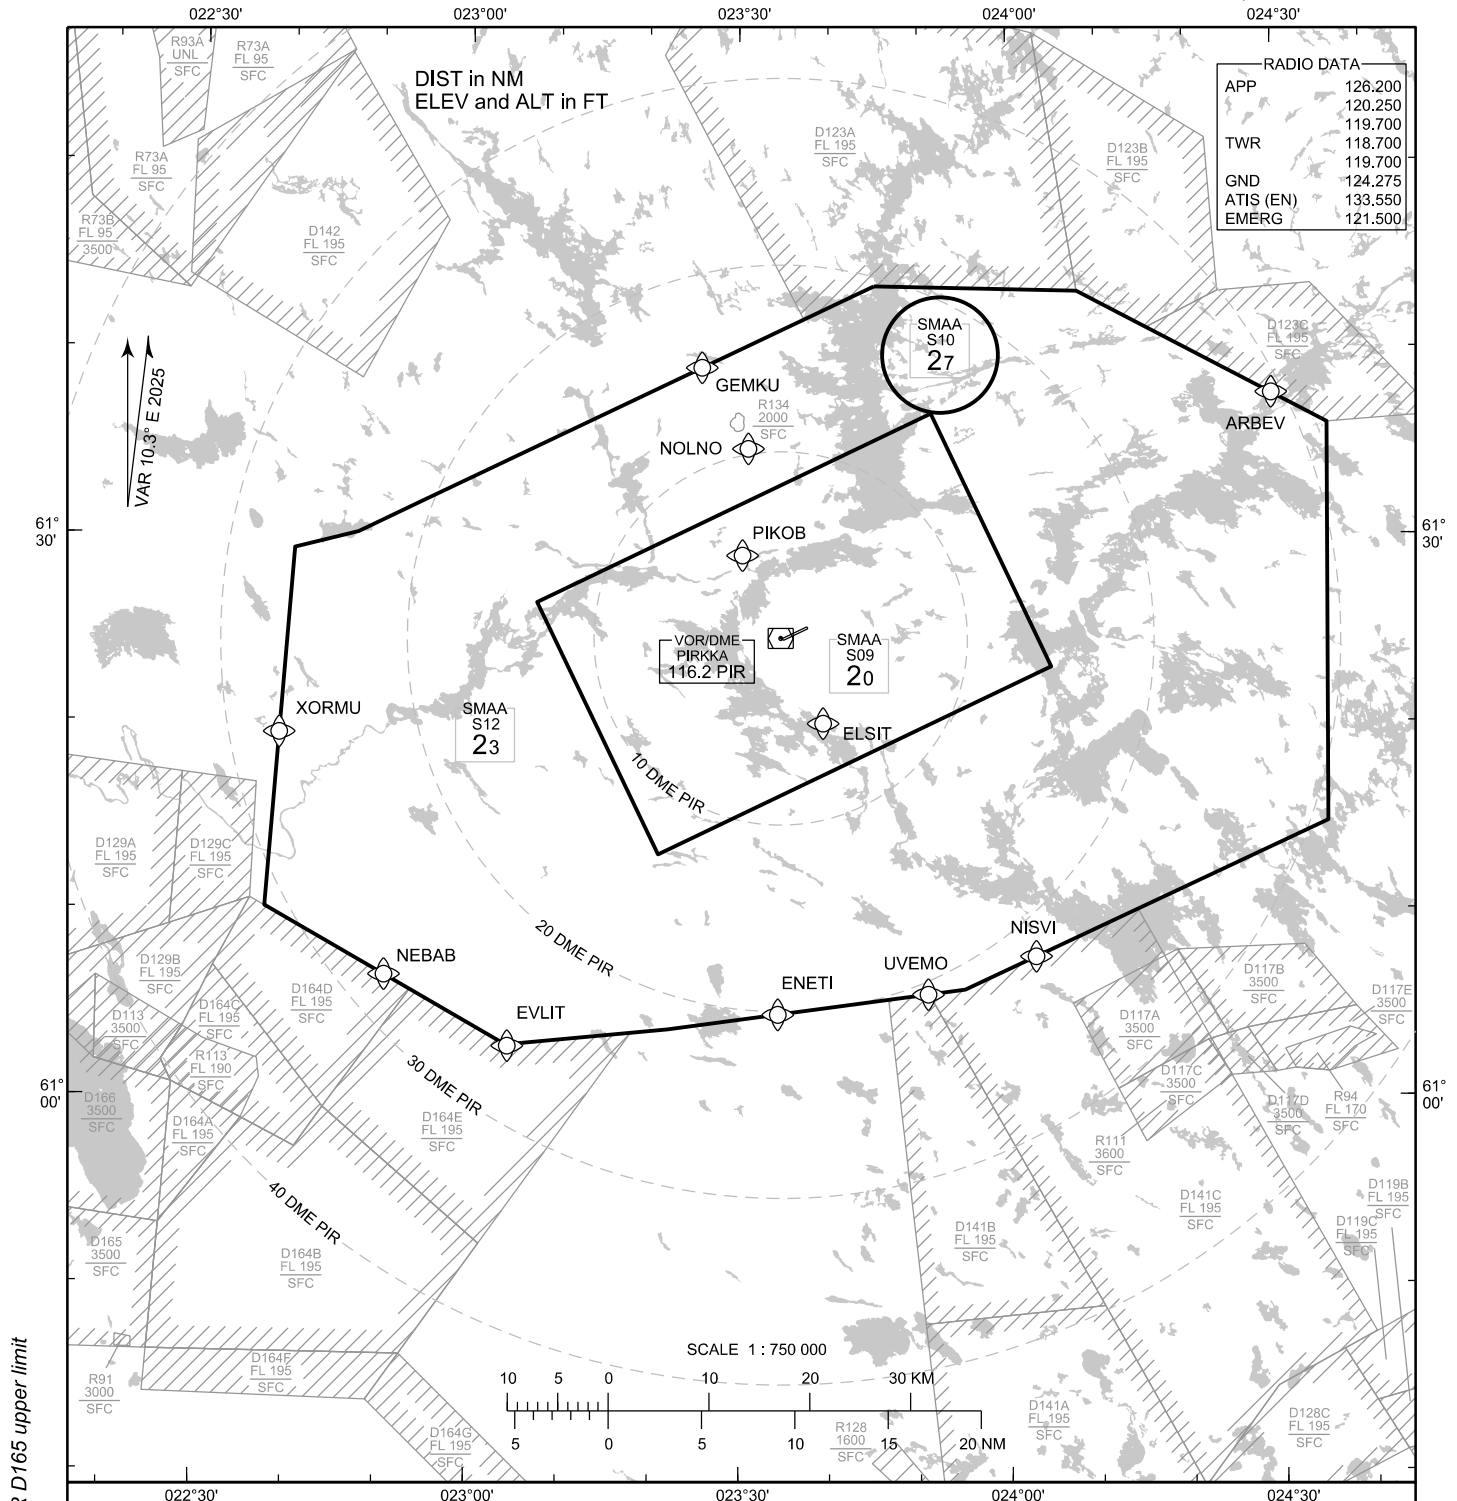 022°30'
023°00'
023°30'
024°00'
024°30'
DIST in NM
ELEV and ALT in FT
RADIO DATA
APP 126.200
120.250
119.700
TWR 118.700
119.700
GND 124.275
ATIS (EN) 133.550
EMERG 121.500
R93A
UNL
SFC
R73A
FL 95
SFC
R73A
FL 95
SFC
R73B
FL 95
3500
D142
FL 195
SFC
D123A
FL 195
SFC
D123B
FL 195
SFC
D123C
FL 195
SFC
VAR 10.3° E 2025
SMAA
S10
27
GEMKU
ARBEV
R134
2000
SFC
NOLNO
61°
30'
61°
30'
PIKOB
VOR/DME
PIRKKA
116.2 PIR
SMAA
S09
20
XORMU
SMAA
S12
23
ELSIT
10 DME PIR
D129A
FL 195
SFC
D129C
FL 195
SFC
20 DME PIR
NISVI
NEBAB
UVEMO
D129B
FL 195
SFC
ENETI
D164D
FL 195
SFC
D164C
FL 195
SFC
D117B
3500
SFC
D117E
3500
SFC
EVLIT
D113
3500
SFC
D117A
3500
SFC
R113
FL 190
SFC
30 DME PIR
61°
00'
61°
00'
D166
3500
SFC
D164A
FL 195
SFC
D164E
FL 195
SFC
D117C
3500
SFC
D117D
3500
SFC
R94
FL 170
SFC
R111
3600
SFC
40 DME PIR
D141C
FL 195
SFC
D119B
FL 195
SFC
D119C
FL 195
SFC
D165
3500
SFC
D164B
FL 195
SFC
D141B
FL 195
SFC
SCALE 1 : 750 000
10 5 0 10 20 30 KM
5 0 5 10 15 20 NM
D164F
FL 195
SFC
R91
3000
SFC
D164G
FL 195
SFC
R128
1600
SFC
D141A
FL 195
SFC
D128C
FL 195
SFC
D165 upper limit
022°30'
023°00'
023°30'
024°00'
024°30'